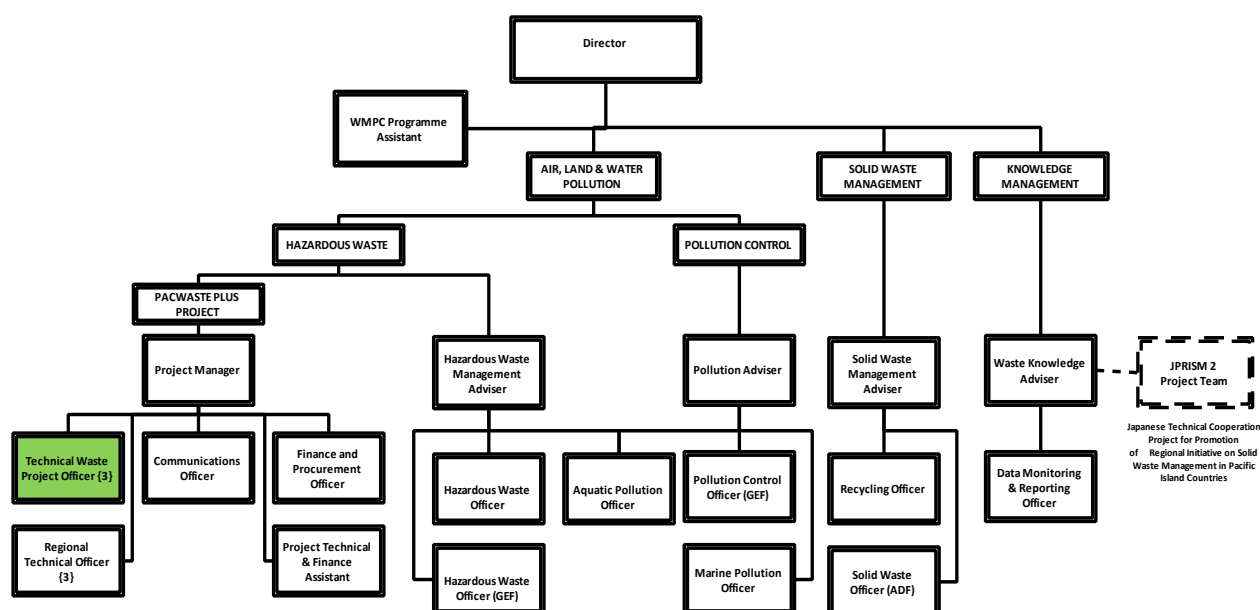 Director
WMPC Programme
Assistant
AIR, LAND & WATER
POLLUTION
SOLID WASTE
MANAGEMENT
KNOWLEDGE
MANAGEMENT
HAZARDOUS WASTE
POLLUTION CONTROL
PACWASTE PLUS
PROJECT
Project Manager
Hazardous Waste
Management
Adviser
Pollution Adviser
Solid Waste
Management
Adviser
Waste Knowledge
Adviser
JPRISM 2
Project Team
Japanese Technical Cooperation
Project for Promotion
of Regional Initiative on Solid
Waste Management in Pacific
Island Countries
Technical Waste
Project Officer {3}
Communications
Officer
Finance and
Procurement
Officer
Hazardous Waste
Officer
Aquatic Pollution
Officer
Pollution Control
Officer (GEF)
Recycling Officer
Data Monitoring
& Reporting
Officer
Regional
Technical Officer
{3}
Project Technical
& Finance
Assistant
Hazardous Waste
Officer (GEF)
Marine Pollution
Officer
Solid Waste
Officer (ADF)